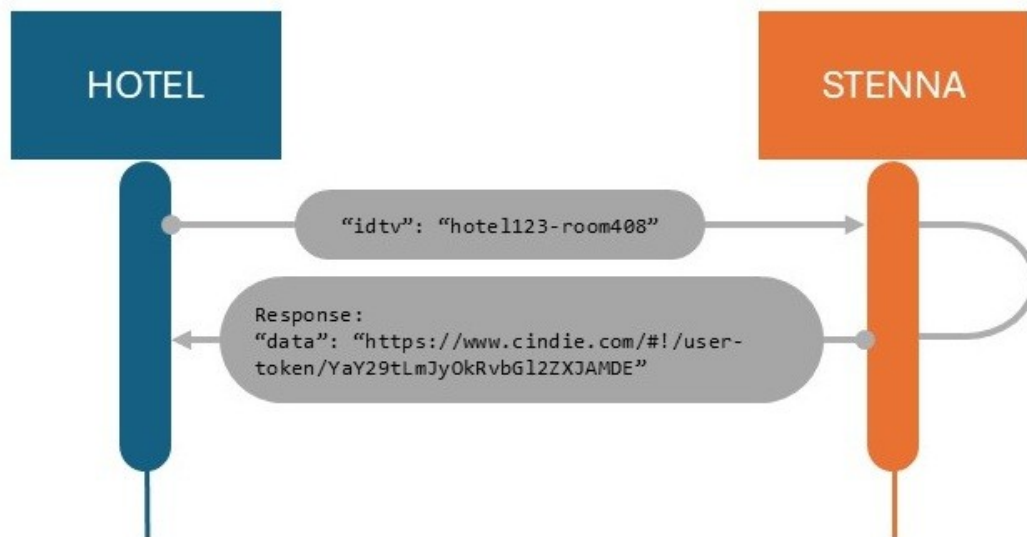 HOTEL
STENNA
“idtv”: “hotel123-room408”
Response:
“data”: “https://www.cindie.com/#!/user-
token/YaY29tLmJyOkRvbGl2ZXJAMDE”